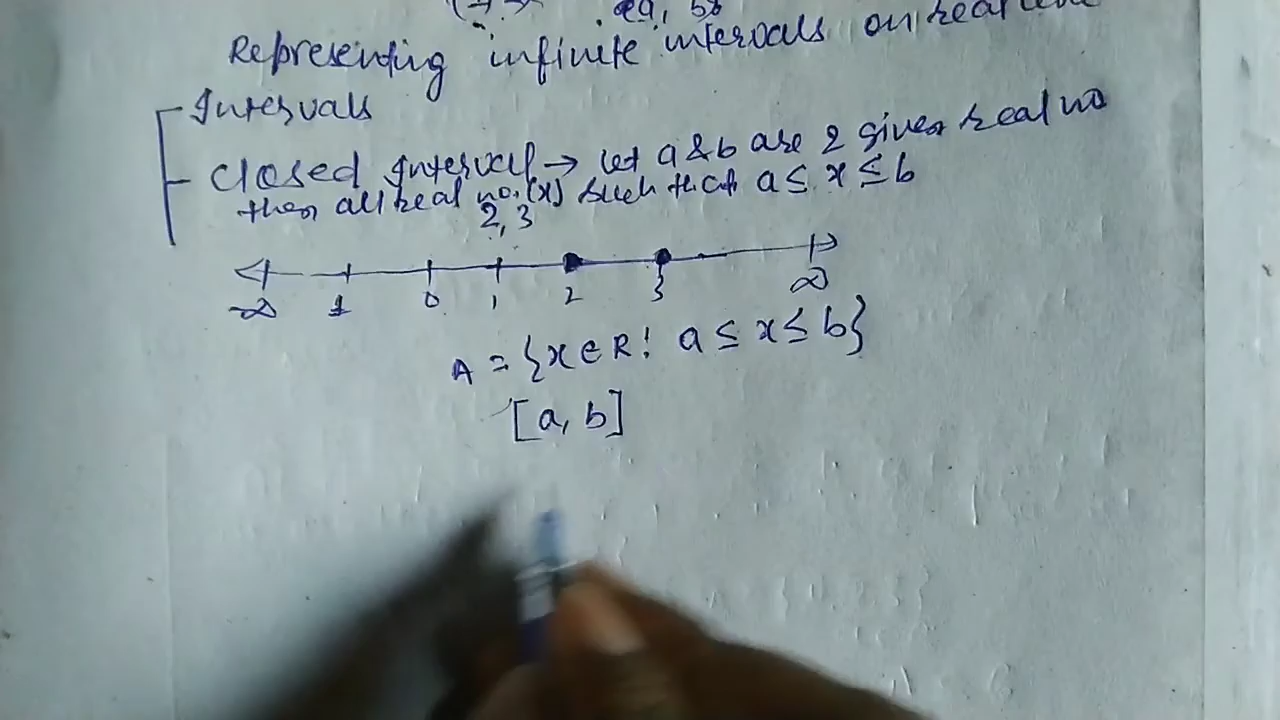 Representing infinite intervals on real line
Intervals
Closed Interval → Let a & b are 2 given real no
then all real no. (x) such that a ≤ x ≤ b
2, 3
-∞ 1 0 1 2 3 ∞
A = {x ∈ R ! a ≤ x ≤ b}
[a, b]